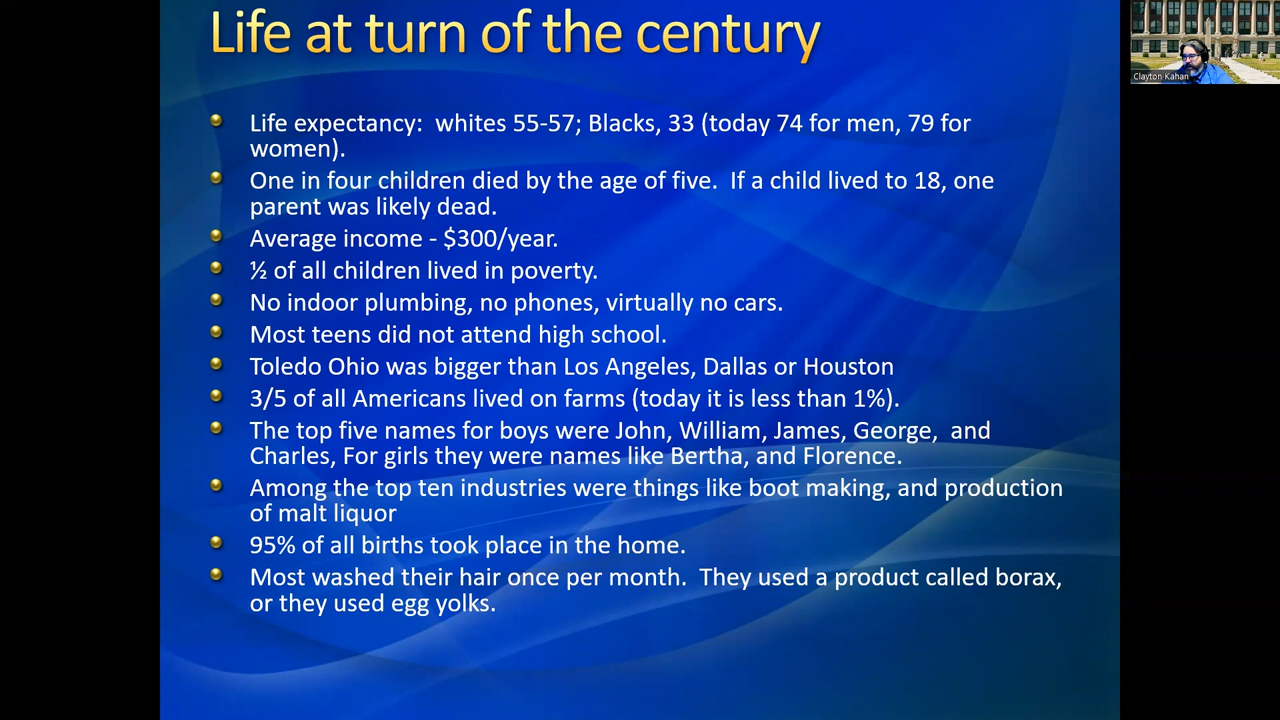 Life at turn of the century
Clayton Kahan
Life expectancy:  whites 55-57; Blacks, 33 (today 74 for men, 79 for
women).
One in four children died by the age of five.  If a child lived to 18, one
parent was likely dead.
Average income - $300/year.
½ of all children lived in poverty.
No indoor plumbing, no phones, virtually no cars.
Most teens did not attend high school.
Toledo Ohio was bigger than Los Angeles, Dallas or Houston
3/5 of all Americans lived on farms (today it is less than 1%).
The top five names for boys were John, William, James, George,  and
Charles, For girls they were names like Bertha, and Florence.
Among the top ten industries were things like boot making, and production
of malt liquor
95% of all births took place in the home.
Most washed their hair once per month.  They used a product called borax,
or they used egg yolks.